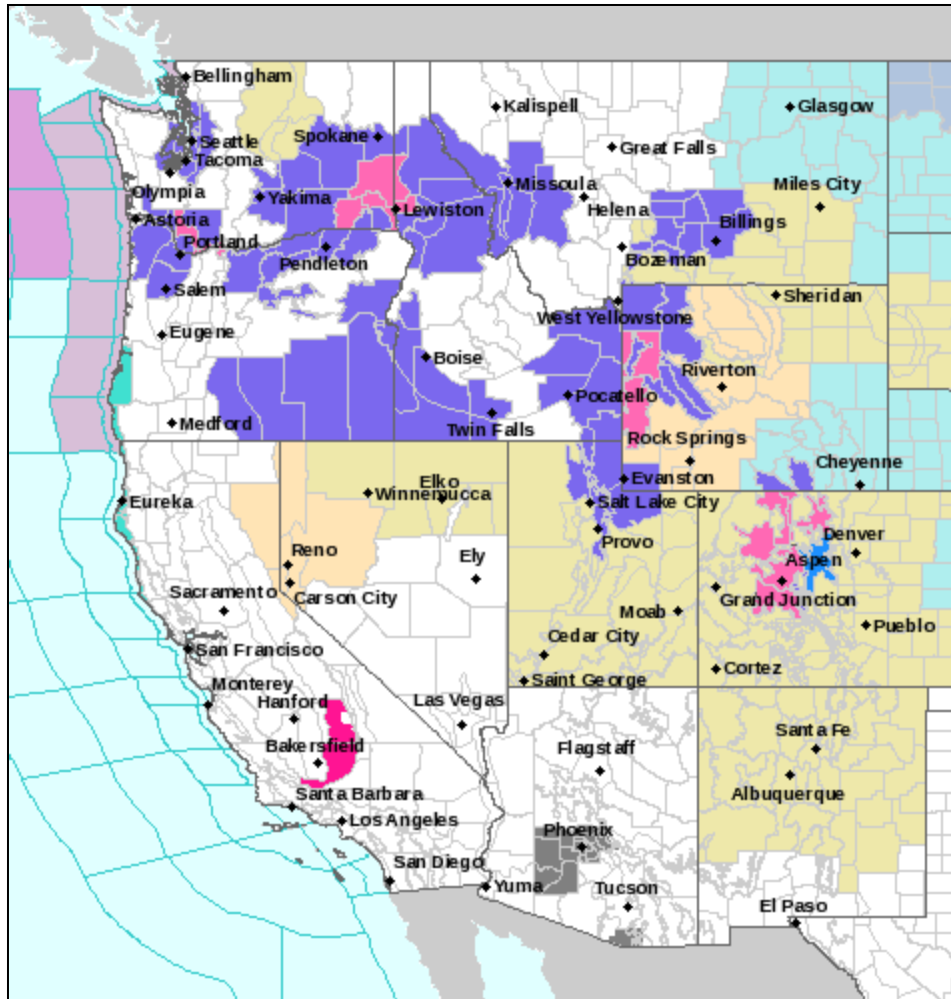 Bellingham
Kalispell
Glasgow
Spokane
Seattle
Great Falls
Tacoma
Olympia
Missoula
Miles City
Yakima
Lewiston
Helena
Astoria
Billings
Portland
Pendleton
Bozeman
Salem
Sheridan
West Yellowstone
Eugene
Boise
Riverton
Pocatello
Medford
Twin Falls
Rock Springs
Cheyenne
Elko
Evanston
Winnemucca
Eureka
Salt Lake City
Provo
Denver
Reno
Ely
Aspen
Sacramento
Carson City
Grand Junction
Moab
Pueblo
San Francisco
Cedar City
Cortez
Saint George
Monterey
Hanford
Las Vegas
Santa Fe
Bakersfield
Flagstaff
Albuquerque
Santa Barbara
Los Angeles
Phoenix
San Diego
Yuma
Tucson
El Paso